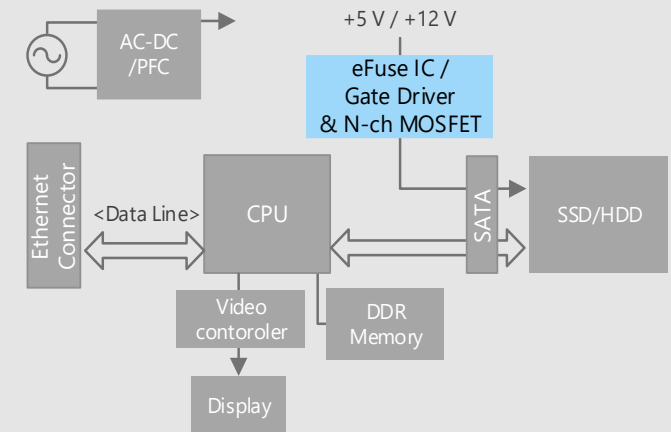 +5 V / +12 V
AC-DC
/PFC
eFuse IC /
Gate Driver
& N-ch MOSFET
Ethernet
Connector
<Data Line>
CPU
SATA
SSD/HDD
Video
contoroler
DDR
Memory
Display